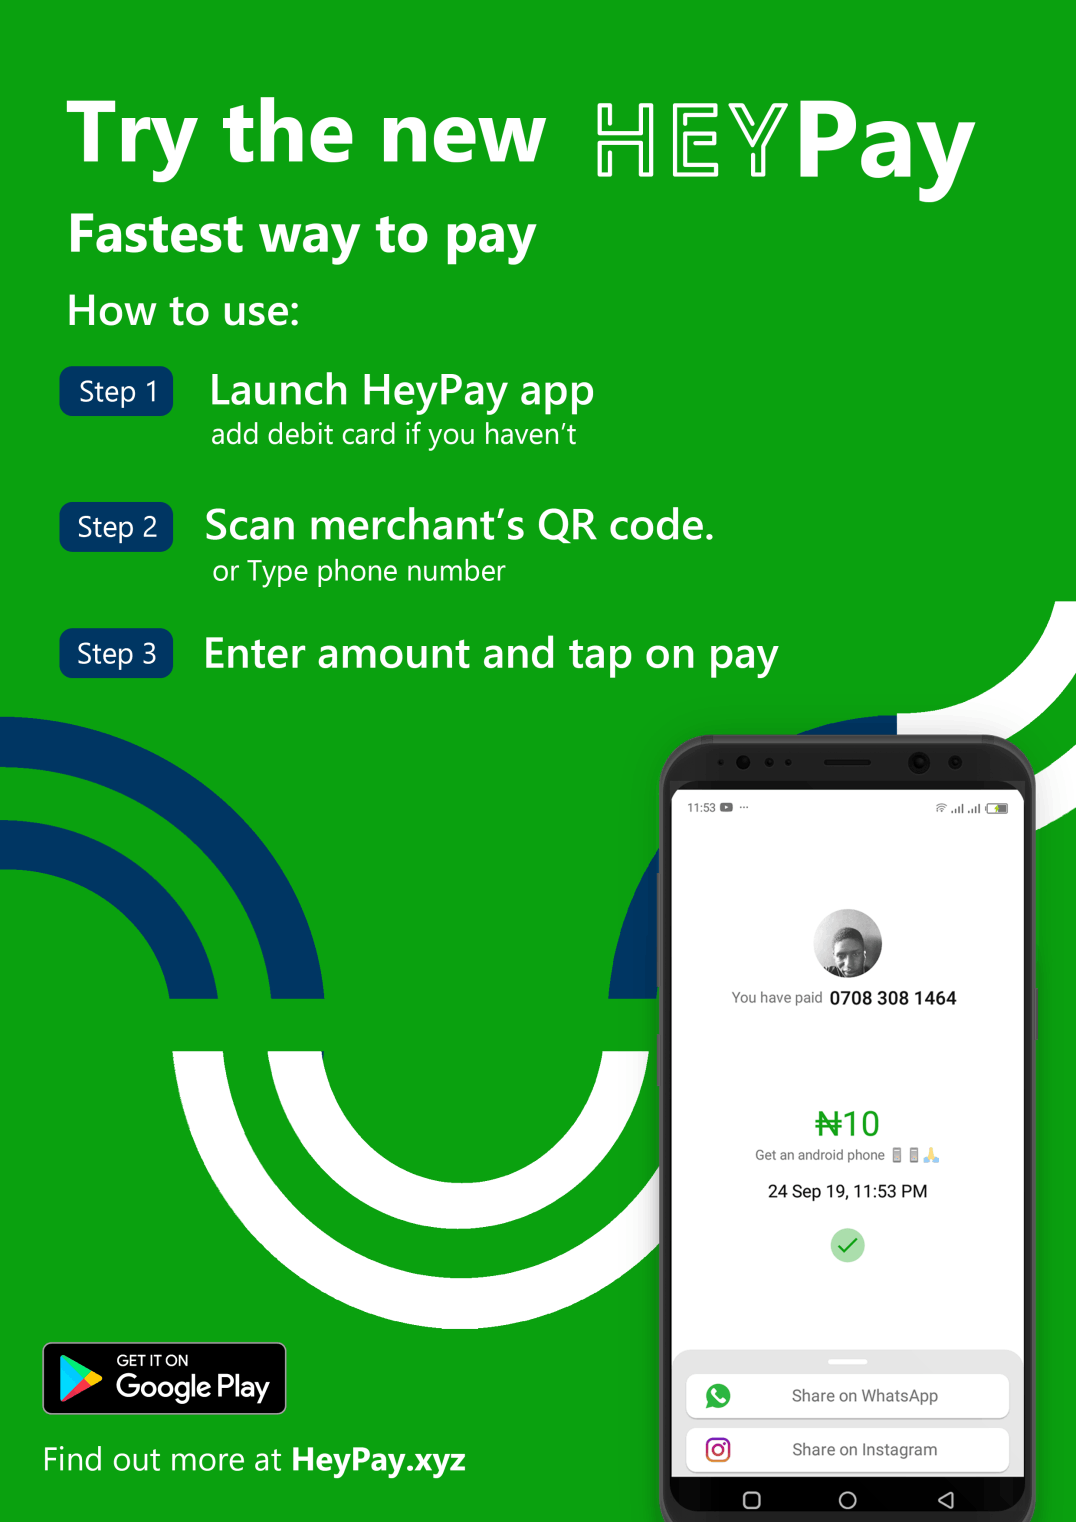 Try the new HEYPay
Fastest way to pay
How to use:
Step 1 Launch HeyPay app
add debit card if you haven't
Step 2 Scan merchant's QR code.
or Type phone number
Step 3 Enter amount and tap on pay
11:53
You have paid 0708 308 1464
₦10
Get an android phone 📱📱🙏
24 Sep 19, 11:53 PM
Share on WhatsApp
Share on Instagram
GET IT ON
Google Play
Find out more at HeyPay.xyz